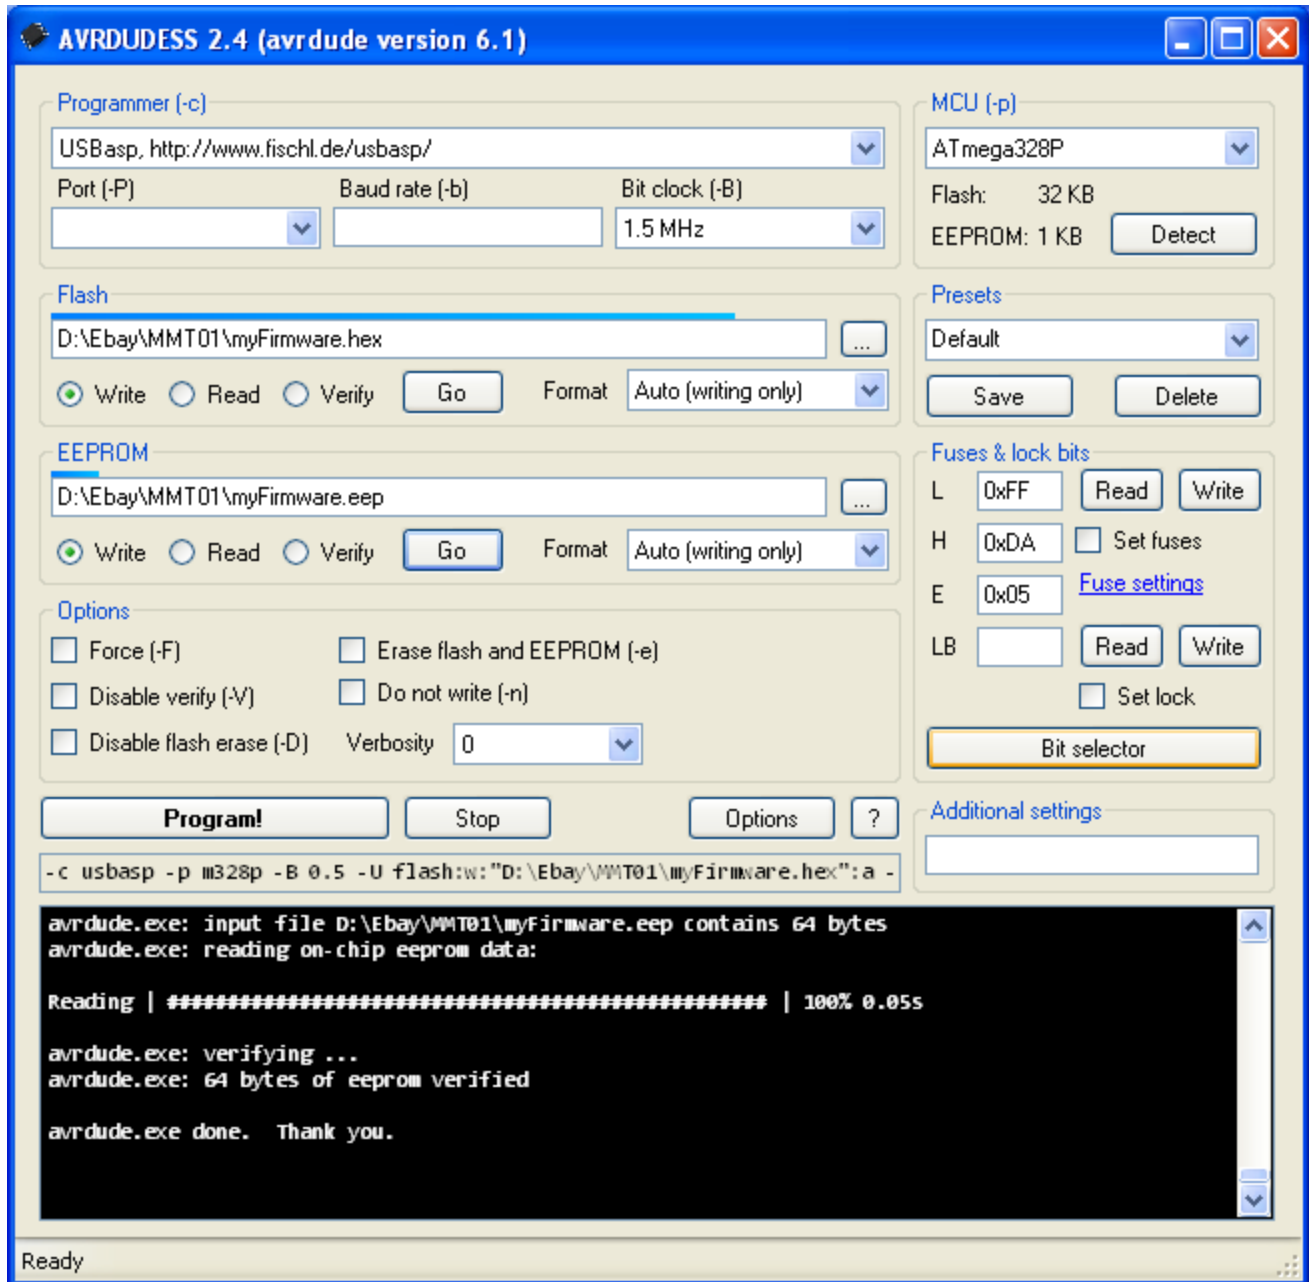 AVRDUDESS 2.4 (avrdude version 6.1)
Programmer (-c)
USBasp, http://www.fischl.de/usbasp/
Port (-P) Baud rate (-b) Bit clock (-B)
1.5 MHz
MCU (-p)
ATmega328P
Flash: 32 KB
EEPROM: 1 KB Detect
Flash
D:\Ebay\MMT01\myFirmware.hex ...
Write Read Verify Go Format Auto (writing only)
Presets
Default
Save Delete
EEPROM
D:\Ebay\MMT01\myFirmware.eep ...
Write Read Verify Go Format Auto (writing only)
Fuses & lock bits
L 0xFF Read Write
H 0xDA Set fuses
E 0x05 Fuse settings
LB Read Write
Set lock
Bit selector
Options
Force (-F) Erase flash and EEPROM (-e)
Disable verify (-V) Do not write (-n)
Disable flash erase (-D) Verbosity 0
Program! Stop Options ?
Additional settings
-c usbasp -p m328p -B 0.5 -U flash:w:"D:\Ebay\MMT01\myFirmware.hex":a -
avrdude.exe: input file D:\Ebay\MMT01\myFirmware.eep contains 64 bytes
avrdude.exe: reading on-chip eeprom data:
Reading | ################################################## | 100% 0.05s
avrdude.exe: verifying ...
avrdude.exe: 64 bytes of eeprom verified
avrdude.exe done.  Thank you.
Ready